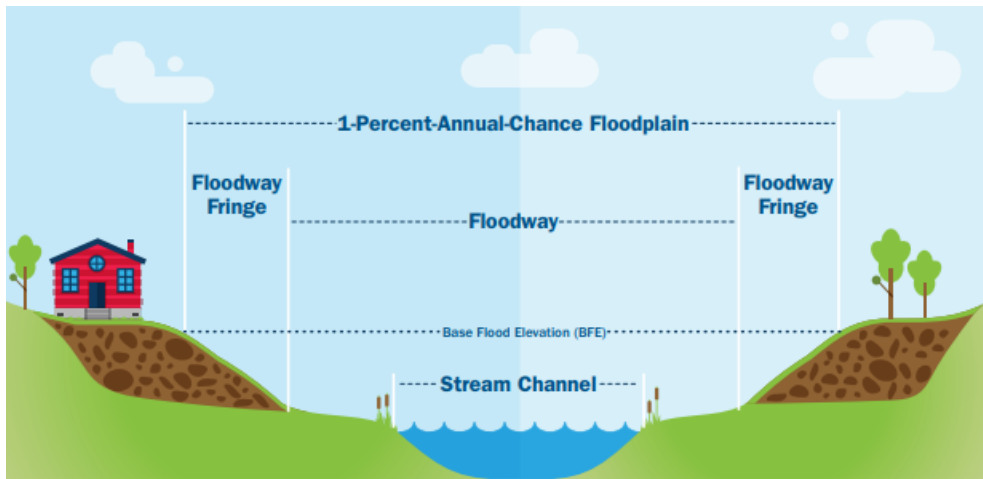 1-Percent-Annual-Chance Floodplain
Floodway
Fringe
Floodway
Fringe
Floodway
Base Flood Elevation (BFE)
Stream Channel